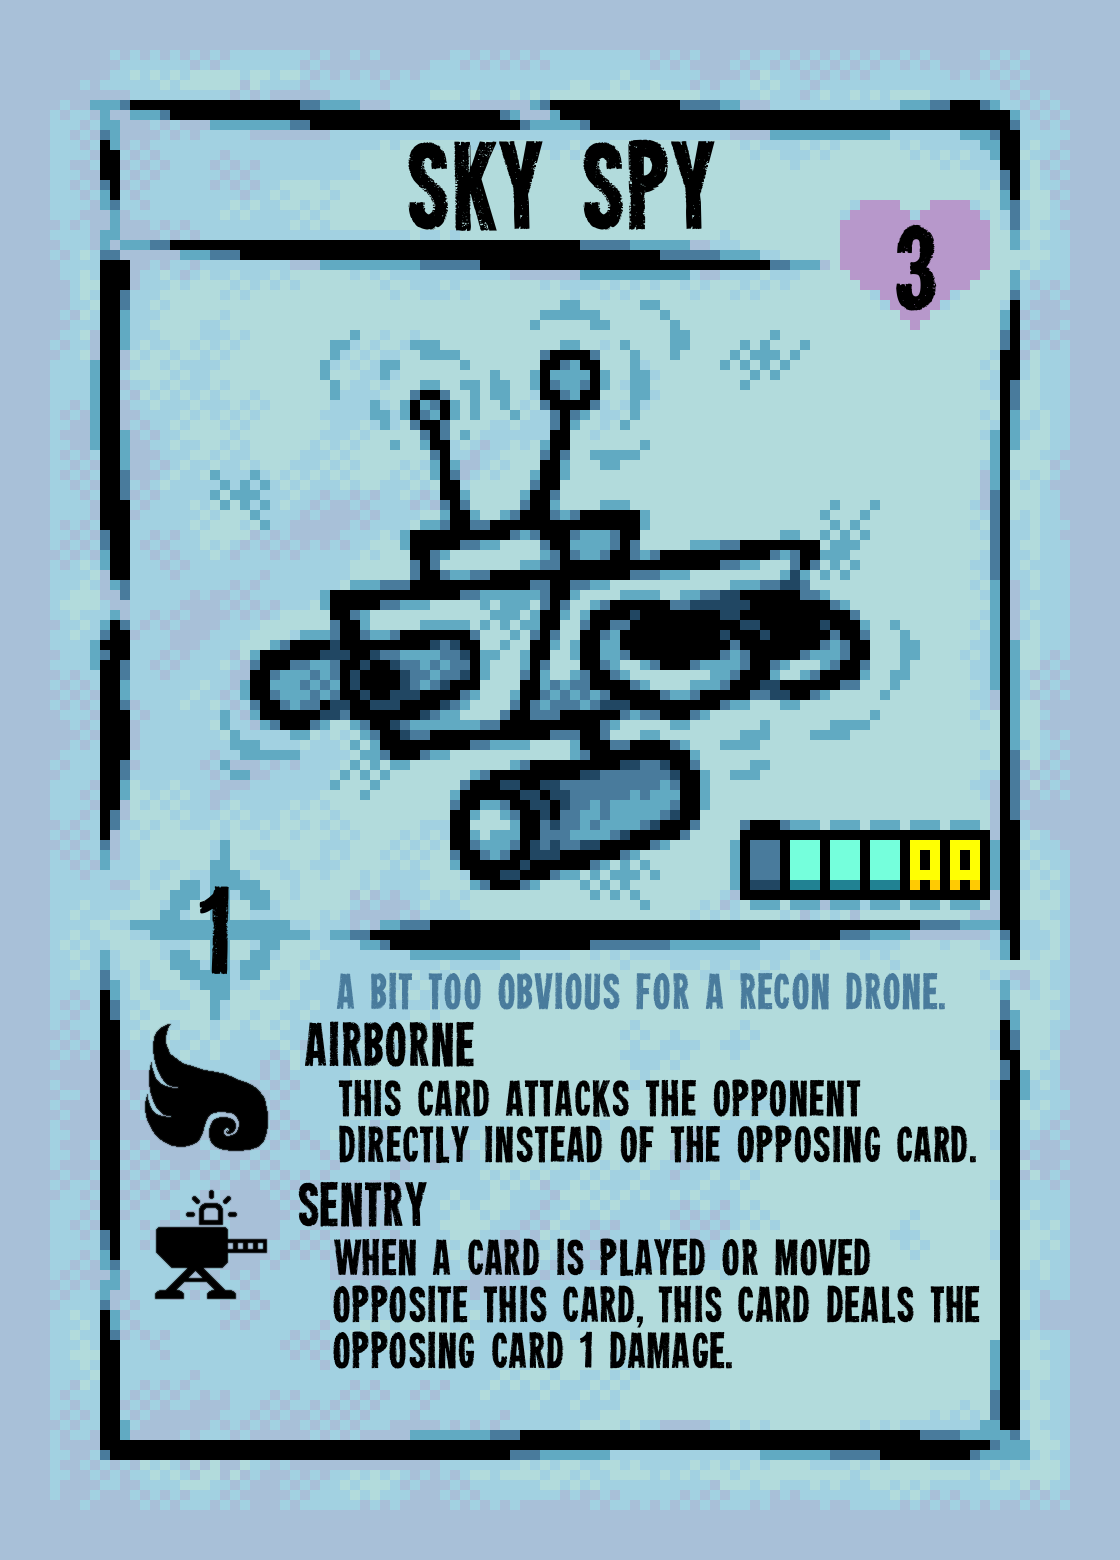 SKY SPY
3
AA
1
A BIT TOO OBVIOUS FOR A RECON DRONE.
AIRBORNE
THIS CARD ATTACKS THE OPPONENT
DIRECTLY INSTEAD OF THE OPPOSING CARD.
SENTRY
WHEN A CARD IS PLAYED OR MOVED
OPPOSITE THIS CARD, THIS CARD DEALS THE
OPPOSING CARD 1 DAMAGE.